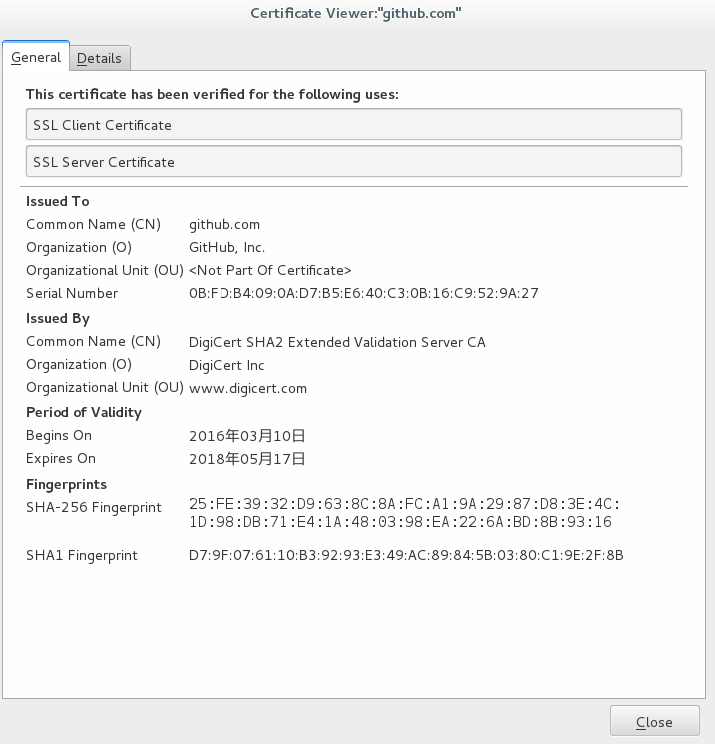 Certificate Viewer:"github.com"
General Details
This certificate has been verified for the following uses:
SSL Client Certificate
SSL Server Certificate
Issued To
Common Name (CN) github.com
Organization (O) GitHub, Inc.
Organizational Unit (OU) <Not Part Of Certificate>
Serial Number 0B:FD:B4:09:0A:D7:B5:E6:40:C3:0B:16:C9:52:9A:27
Issued By
Common Name (CN) DigiCert SHA2 Extended Validation Server CA
Organization (O) DigiCert Inc
Organizational Unit (OU) www.digicert.com
Period of Validity
Begins On 2016年03月10日
Expires On 2018年05月17日
Fingerprints
SHA-256 Fingerprint 25:FE:39:32:D9:63:8C:8A:FC:A1:9A:29:87:D8:3E:4C:
1D:98:DB:71:E4:1A:48:03:98:EA:22:6A:BD:8B:93:16
SHA1 Fingerprint D7:9F:07:61:10:B3:92:93:E3:49:AC:89:84:5B:03:80:C1:9E:2F:8B
Close